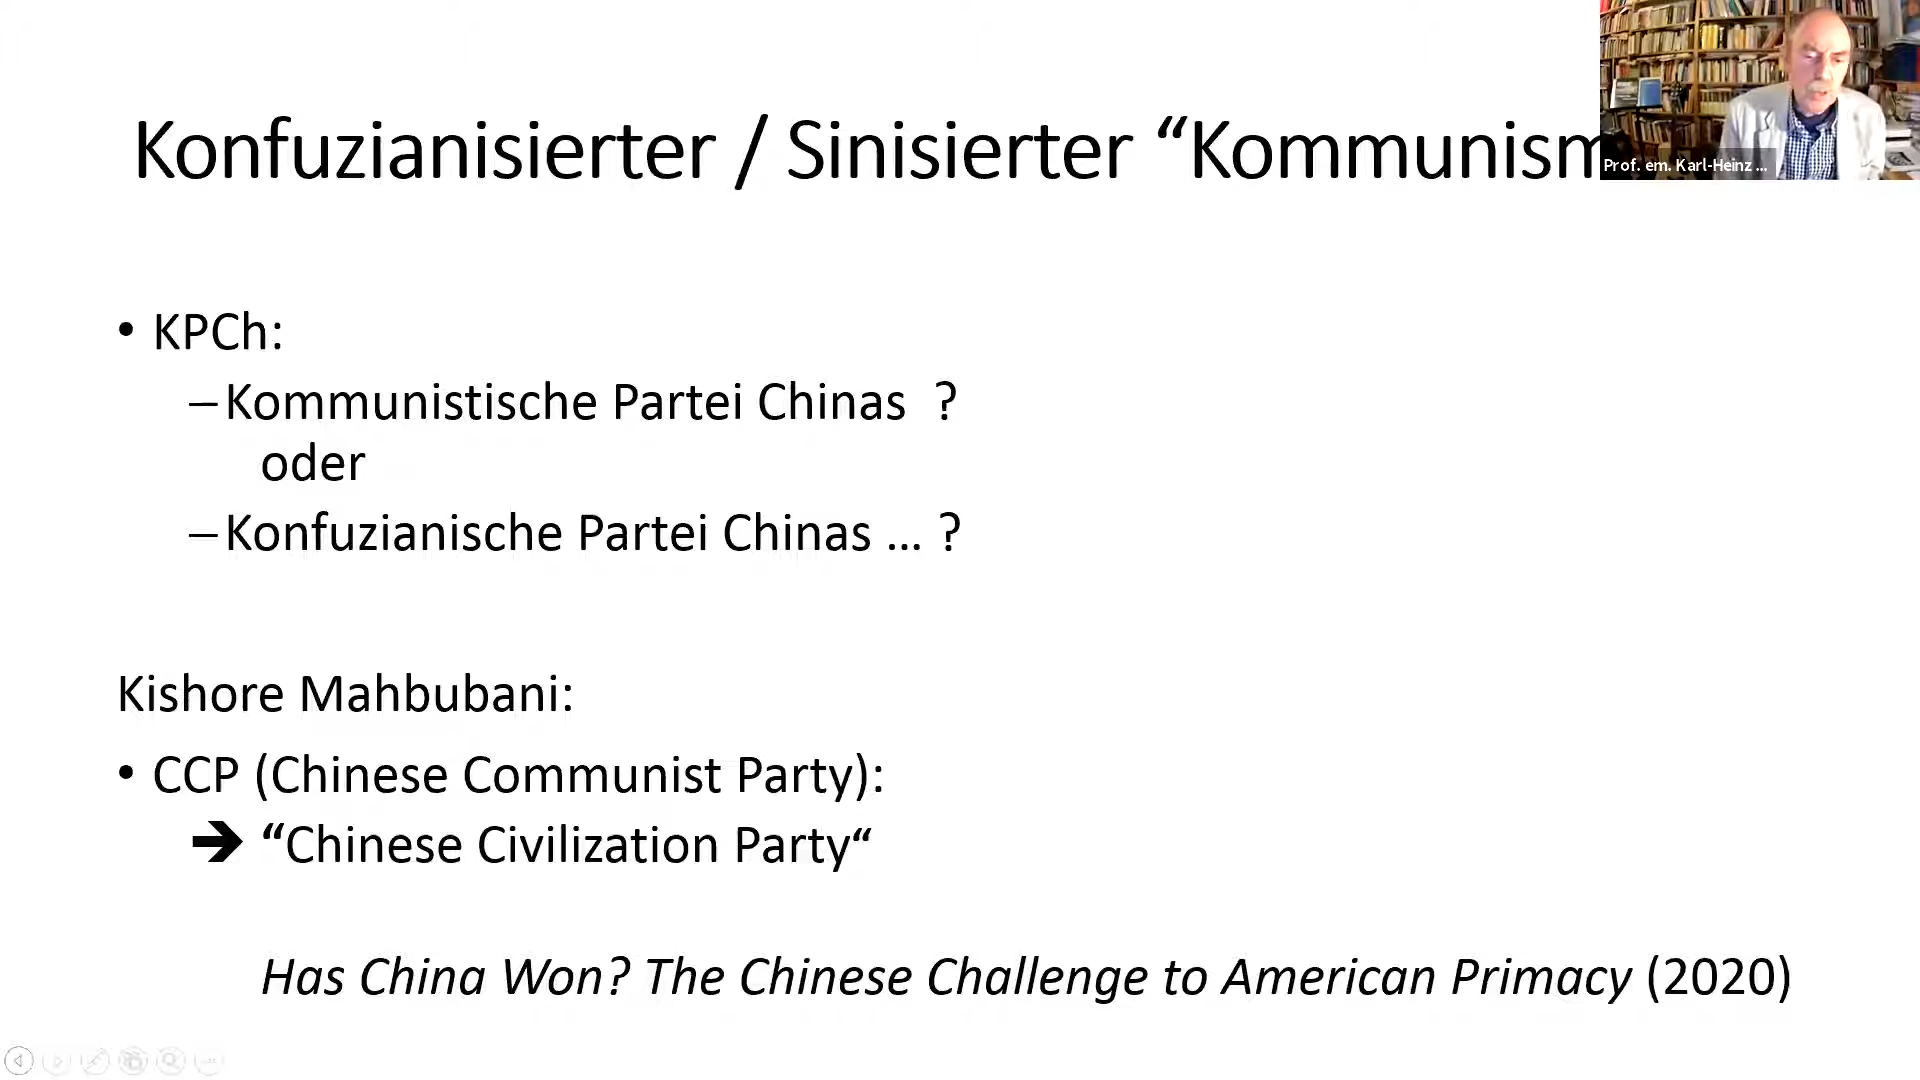 Konfuzianisierter / Sinisierter “Kommunism
Prof. em. Karl-Heinz ...
• KPCh:
–Kommunistische Partei Chinas ?
oder
–Konfuzianische Partei Chinas ... ?
Kishore Mahbubani:
• CCP (Chinese Communist Party):
➔ “Chinese Civilization Party“
Has China Won? The Chinese Challenge to American Primacy (2020)